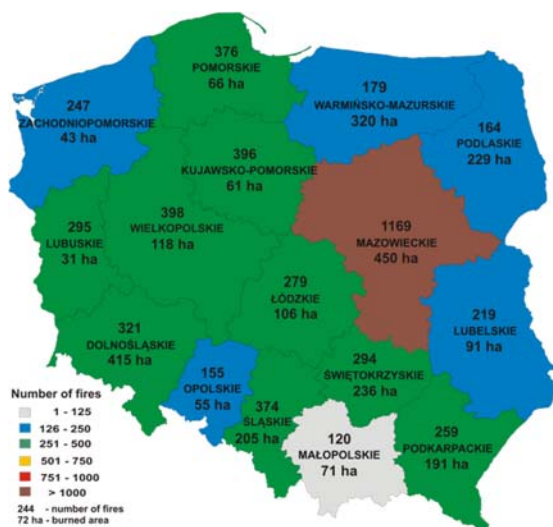 376
POMORSKIE
66 ha
179
WARMIŃSKO-MAZURSKIE
320 ha
247
ZACHODNIOPOMORSKIE
43 ha
164
PODLASKIE
229 ha
396
KUJAWSKO-POMORSKIE
61 ha
398
WIELKOPOLSKIE
118 ha
1169
MAZOWIECKIE
450 ha
295
LUBUSKIE
31 ha
279
ŁÓDZKIE
106 ha
219
LUBELSKIE
91 ha
321
DOLNOŚLĄSKIE
415 ha
155
OPOLSKIE
55 ha
294
ŚWIĘTOKRZYSKIE
236 ha
374
ŚLĄSKIE
205 ha
120
MAŁOPOLSKIE
71 ha
259
PODKARPACKIE
191 ha
Number of fires
1 - 125
126 - 250
251 - 500
501 - 750
751 - 1000
> 1000
244 - number of fires
72 ha - burned area